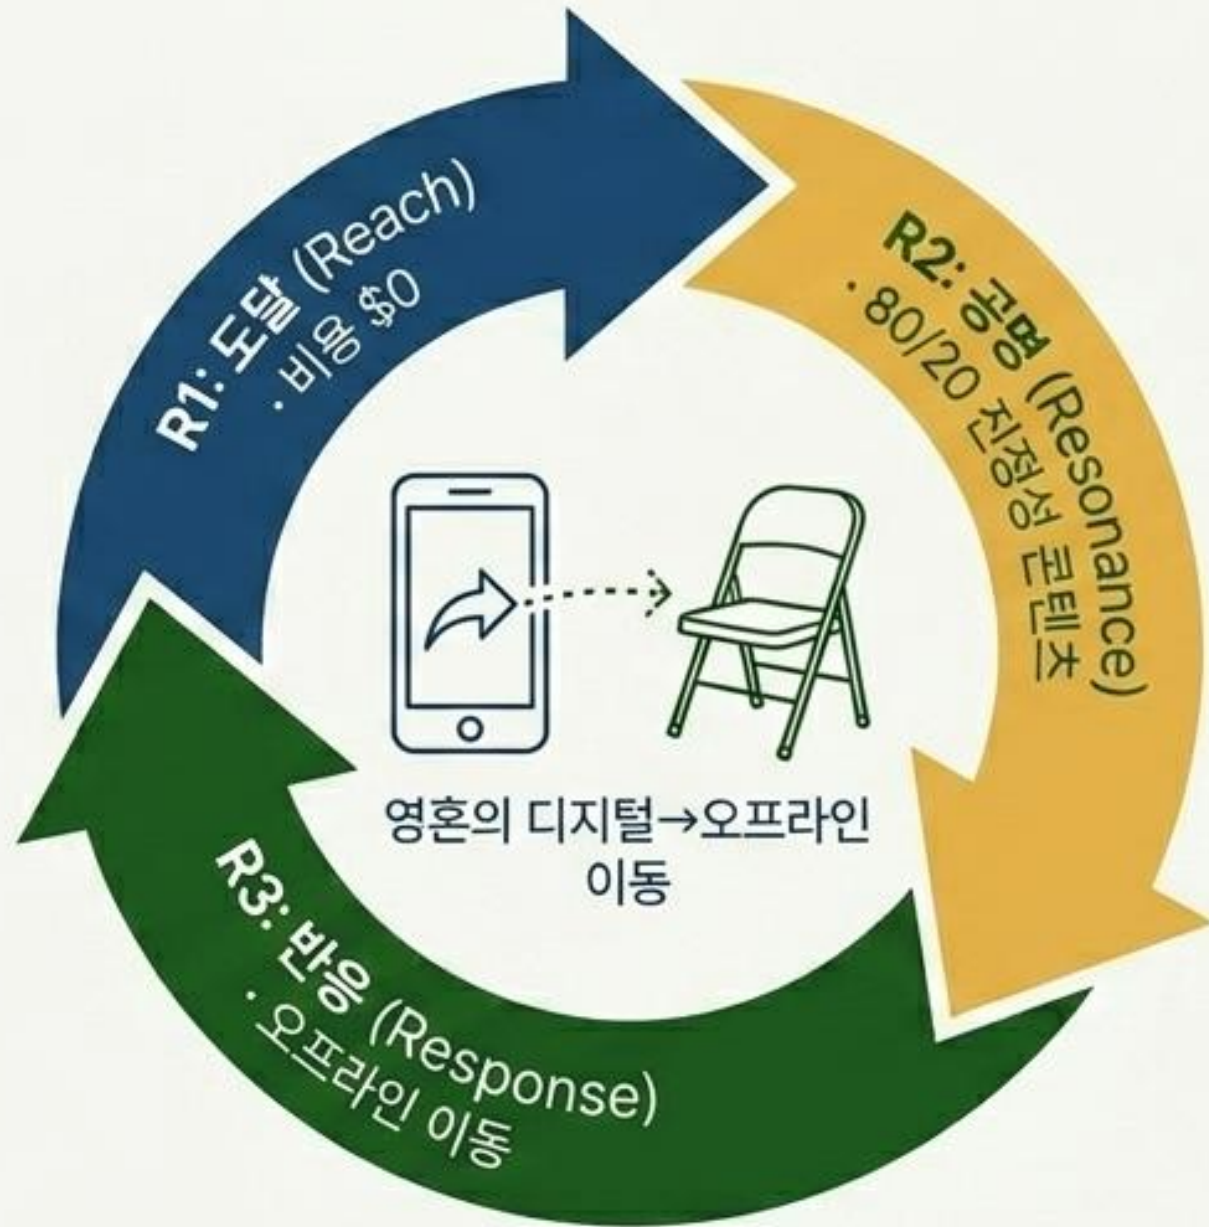 R1: 도달 (Reach)
· 비용 $0
R2: 공명 (Resonance)
· 80/20 진정성 콘텐츠
영혼의 디지털→오프라인
이동
R3: 반응 (Response)
· 오프라인 이동